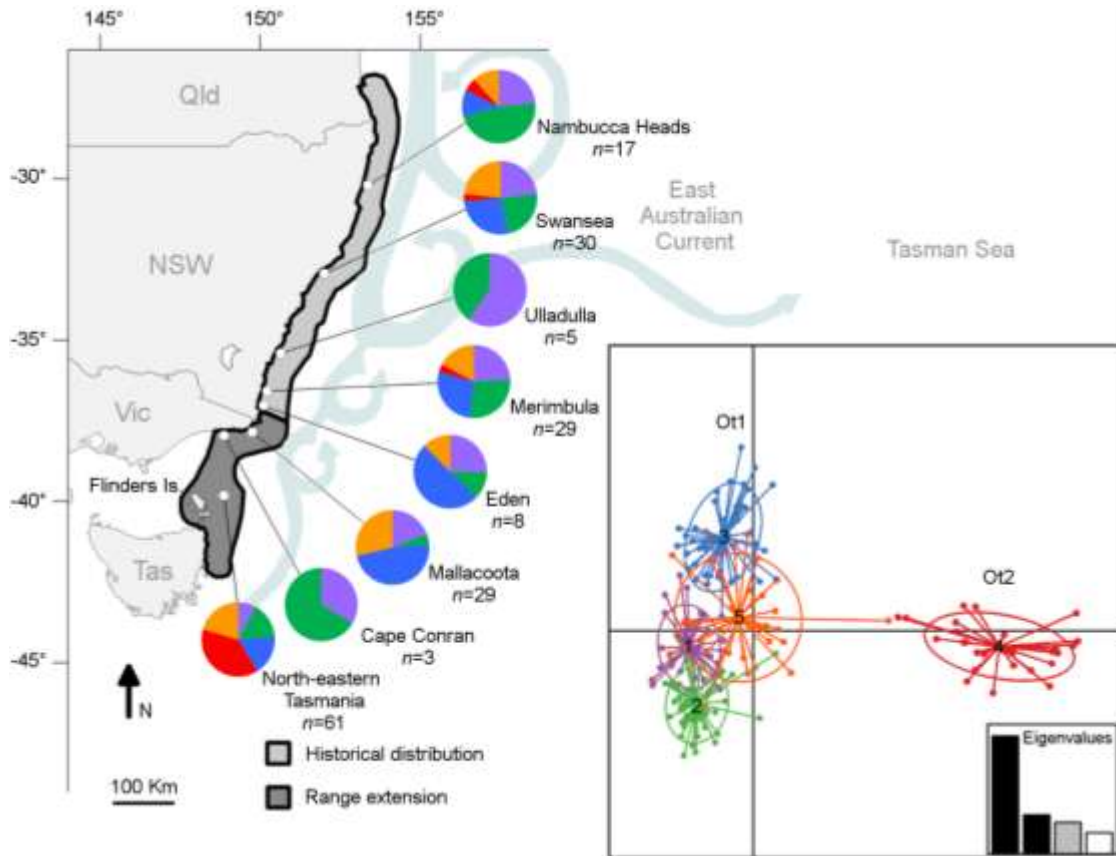 145°
150°
155°
Qld
NSW
Vic
Tas
-30°
-35°
-40°
-45°
Nambucca Heads
n=17
Swansea
n=30
Ulladulla
n=5
Merimbula
n=29
Eden
n=8
Mallacoota
n=29
Cape Conran
n=3
North-eastern
Tasmania
n=61
Flinders Is.
East
Australian
Current
Tasman Sea
N
100 Km
Historical distribution
Range extension
Ot1
Ot2
3
5
4
2
Eigenvalues